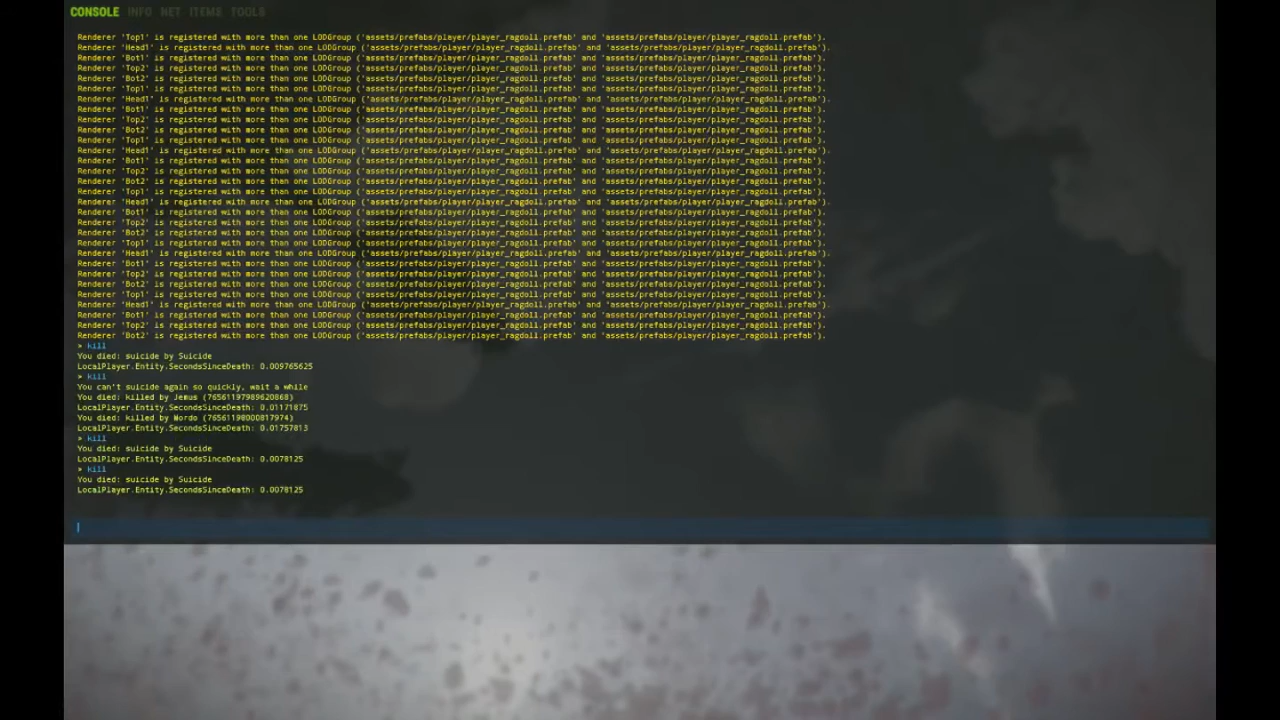 CONSOLE INFO NET ITEMS TOOLS
Renderer 'Top1' is registered with more than one LODGroup ('assets/prefabs/player/player_ragdoll.prefab' and 'assets/prefabs/player/player_ragdoll.prefab').
Renderer 'Head1' is registered with more than one LODGroup ('assets/prefabs/player/player_ragdoll.prefab' and 'assets/prefabs/player/player_ragdoll.prefab').
Renderer 'Bot1' is registered with more than one LODGroup ('assets/prefabs/player/player_ragdoll.prefab' and 'assets/prefabs/player/player_ragdoll.prefab').
Renderer 'Top2' is registered with more than one LODGroup ('assets/prefabs/player/player_ragdoll.prefab' and 'assets/prefabs/player/player_ragdoll.prefab').
Renderer 'Bot2' is registered with more than one LODGroup ('assets/prefabs/player/player_ragdoll.prefab' and 'assets/prefabs/player/player_ragdoll.prefab').
Renderer 'Top1' is registered with more than one LODGroup ('assets/prefabs/player/player_ragdoll.prefab' and 'assets/prefabs/player/player_ragdoll.prefab').
Renderer 'Head1' is registered with more than one LODGroup ('assets/prefabs/player/player_ragdoll.prefab' and 'assets/prefabs/player/player_ragdoll.prefab').
Renderer 'Bot1' is registered with more than one LODGroup ('assets/prefabs/player/player_ragdoll.prefab' and 'assets/prefabs/player/player_ragdoll.prefab').
Renderer 'Top2' is registered with more than one LODGroup ('assets/prefabs/player/player_ragdoll.prefab' and 'assets/prefabs/player/player_ragdoll.prefab').
Renderer 'Bot2' is registered with more than one LODGroup ('assets/prefabs/player/player_ragdoll.prefab' and 'assets/prefabs/player/player_ragdoll.prefab').
Renderer 'Top1' is registered with more than one LODGroup ('assets/prefabs/player/player_ragdoll.prefab' and 'assets/prefabs/player/player_ragdoll.prefab').
Renderer 'Head1' is registered with more than one LODGroup ('assets/prefabs/player/player_ragdoll.prefab' and 'assets/prefabs/player/player_ragdoll.prefab').
Renderer 'Bot1' is registered with more than one LODGroup ('assets/prefabs/player/player_ragdoll.prefab' and 'assets/prefabs/player/player_ragdoll.prefab').
Renderer 'Top2' is registered with more than one LODGroup ('assets/prefabs/player/player_ragdoll.prefab' and 'assets/prefabs/player/player_ragdoll.prefab').
Renderer 'Bot2' is registered with more than one LODGroup ('assets/prefabs/player/player_ragdoll.prefab' and 'assets/prefabs/player/player_ragdoll.prefab').
Renderer 'Top1' is registered with more than one LODGroup ('assets/prefabs/player/player_ragdoll.prefab' and 'assets/prefabs/player/player_ragdoll.prefab').
Renderer 'Head1' is registered with more than one LODGroup ('assets/prefabs/player/player_ragdoll.prefab' and 'assets/prefabs/player/player_ragdoll.prefab').
Renderer 'Bot1' is registered with more than one LODGroup ('assets/prefabs/player/player_ragdoll.prefab' and 'assets/prefabs/player/player_ragdoll.prefab').
Renderer 'Top2' is registered with more than one LODGroup ('assets/prefabs/player/player_ragdoll.prefab' and 'assets/prefabs/player/player_ragdoll.prefab').
Renderer 'Bot2' is registered with more than one LODGroup ('assets/prefabs/player/player_ragdoll.prefab' and 'assets/prefabs/player/player_ragdoll.prefab').
Renderer 'Top1' is registered with more than one LODGroup ('assets/prefabs/player/player_ragdoll.prefab' and 'assets/prefabs/player/player_ragdoll.prefab').
Renderer 'Head1' is registered with more than one LODGroup ('assets/prefabs/player/player_ragdoll.prefab' and 'assets/prefabs/player/player_ragdoll.prefab').
Renderer 'Bot1' is registered with more than one LODGroup ('assets/prefabs/player/player_ragdoll.prefab' and 'assets/prefabs/player/player_ragdoll.prefab').
Renderer 'Top2' is registered with more than one LODGroup ('assets/prefabs/player/player_ragdoll.prefab' and 'assets/prefabs/player/player_ragdoll.prefab').
Renderer 'Bot2' is registered with more than one LODGroup ('assets/prefabs/player/player_ragdoll.prefab' and 'assets/prefabs/player/player_ragdoll.prefab').
Renderer 'Top1' is registered with more than one LODGroup ('assets/prefabs/player/player_ragdoll.prefab' and 'assets/prefabs/player/player_ragdoll.prefab').
Renderer 'Head1' is registered with more than one LODGroup ('assets/prefabs/player/player_ragdoll.prefab' and 'assets/prefabs/player/player_ragdoll.prefab').
Renderer 'Bot1' is registered with more than one LODGroup ('assets/prefabs/player/player_ragdoll.prefab' and 'assets/prefabs/player/player_ragdoll.prefab').
Renderer 'Top2' is registered with more than one LODGroup ('assets/prefabs/player/player_ragdoll.prefab' and 'assets/prefabs/player/player_ragdoll.prefab').
Renderer 'Bot2' is registered with more than one LODGroup ('assets/prefabs/player/player_ragdoll.prefab' and 'assets/prefabs/player/player_ragdoll.prefab').
> kill
You died: suicide by Suicide
LocalPlayer.Entity.SecondsSinceDeath: 0.009765625
> kill
You can't suicide again so quickly, wait a while
You died: killed by Jemus (76561197989620868)
LocalPlayer.Entity.SecondsSinceDeath: 0.01171875
You died: killed by Mordo (76561198000817974)
LocalPlayer.Entity.SecondsSinceDeath: 0.01757813
> kill
You died: suicide by Suicide
LocalPlayer.Entity.SecondsSinceDeath: 0.0078125
> kill
You died: suicide by Suicide
LocalPlayer.Entity.SecondsSinceDeath: 0.0078125